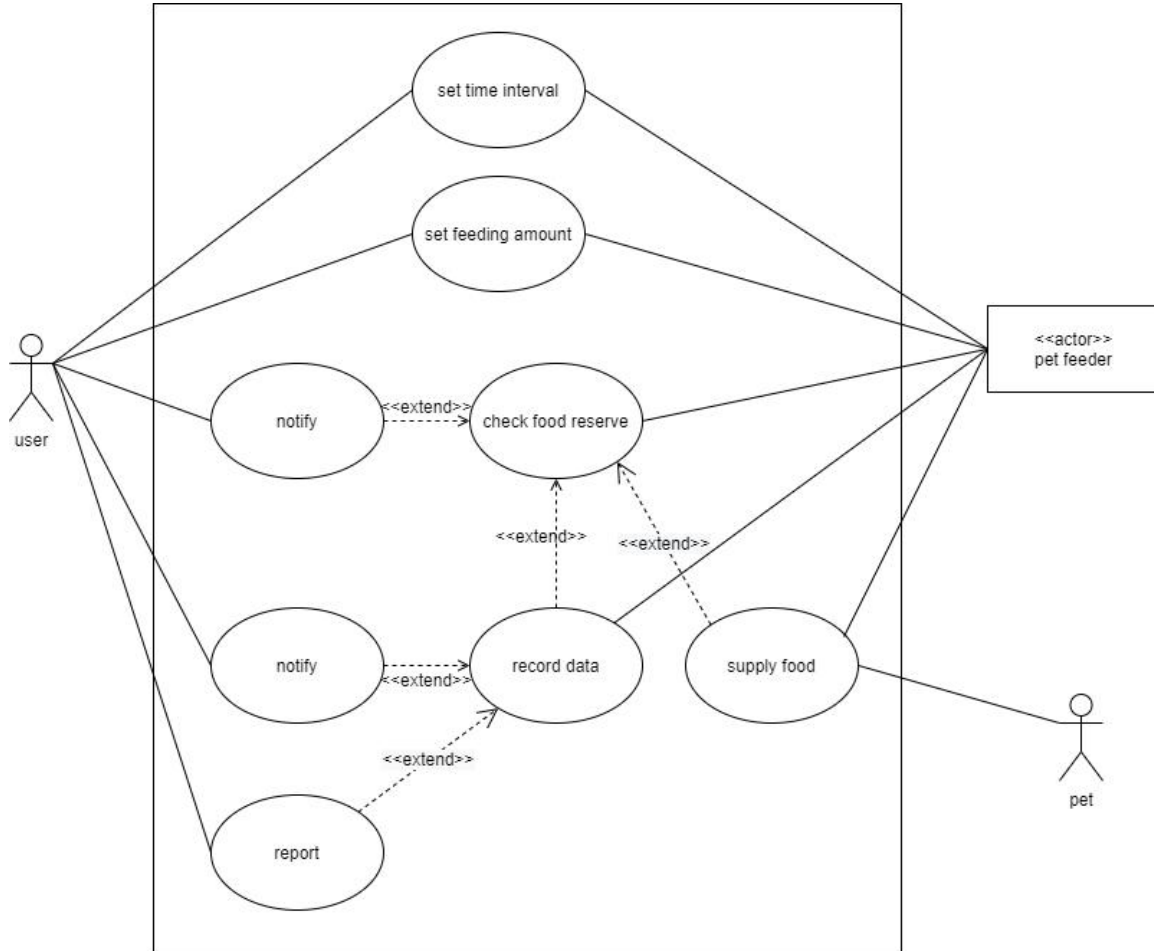 set time interval
set feeding amount
<<actor>>
pet feeder
user
notify
<<extend>>
check food reserve
<<extend>>
<<extend>>
notify
<<extend>>
record data
supply food
<<extend>>
pet
report